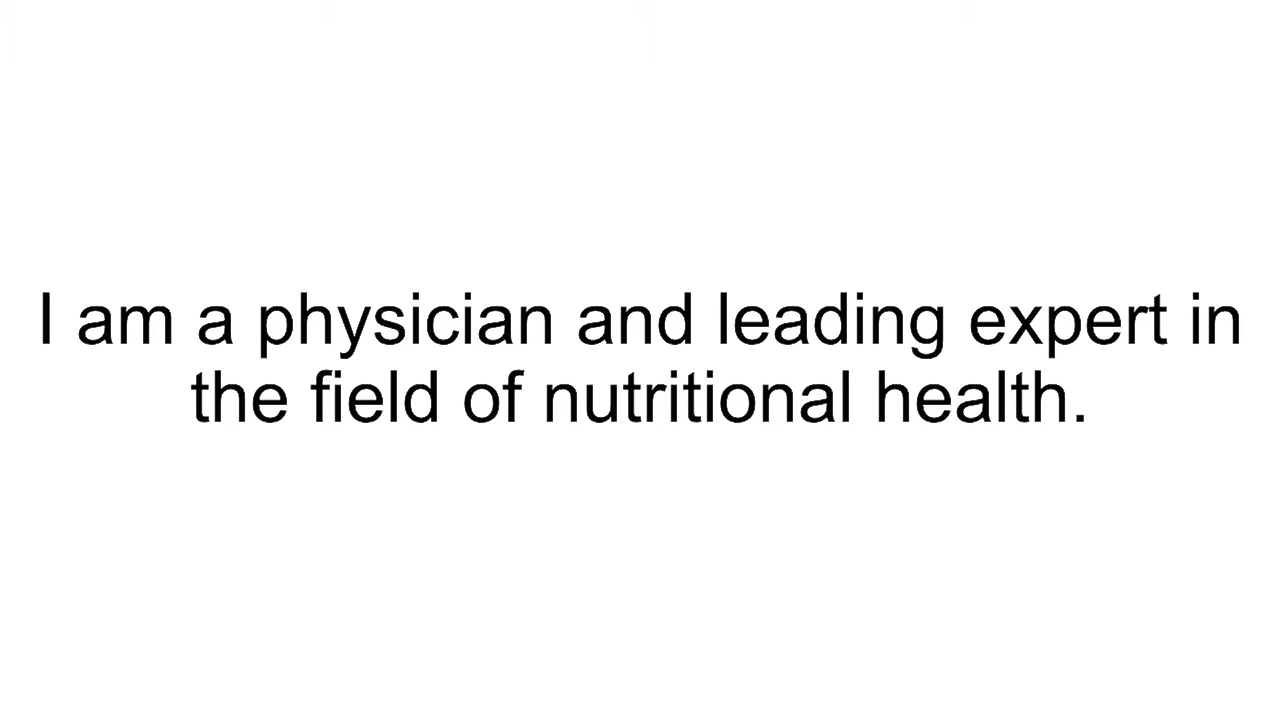 I am a physician and leading expert in
the field of nutritional health.